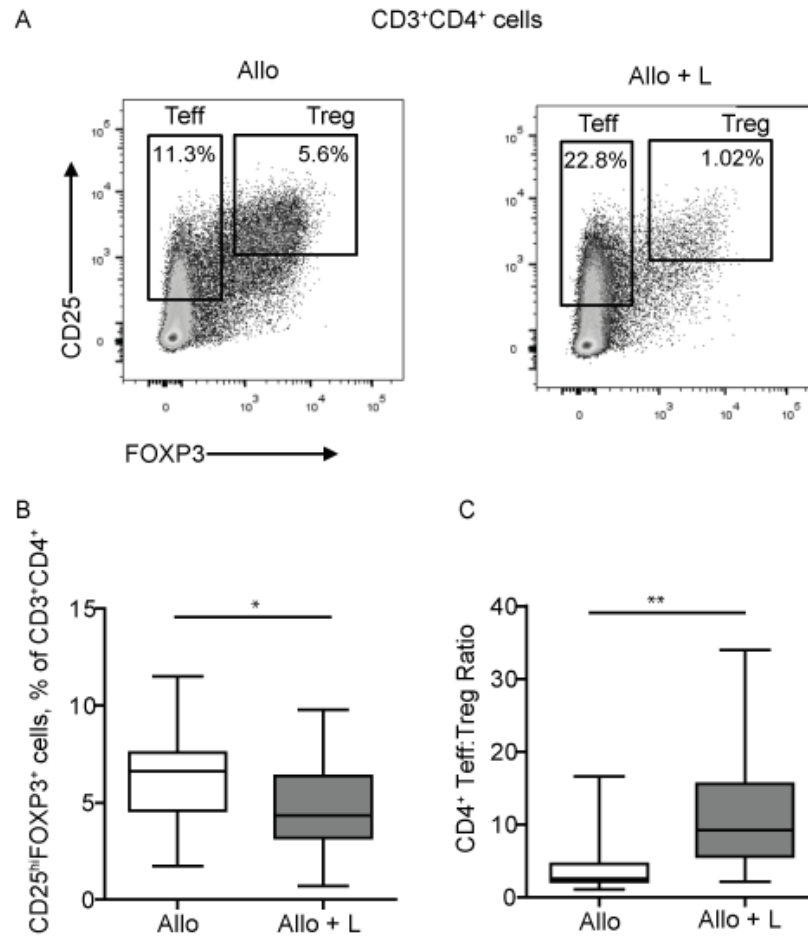 A
CD3⁺CD4⁺ cells
Allo
Allo + L
Teff
Treg
Teff
Treg
11.3%
5.6%
22.8%
1.02%
10⁵
10⁴
10³
0
10⁵
10⁴
10³
0
CD25
0
10³
10⁴
10⁵
0
10³
10⁴
10⁵
FOXP3
B
C
CD25ʰⁱFOXP3⁺ cells, % of CD3⁺CD4⁺
15
10
5
0
*
Allo
Allo + L
CD4⁺ Teff:Treg Ratio
40
30
20
10
0
**
Allo
Allo + L